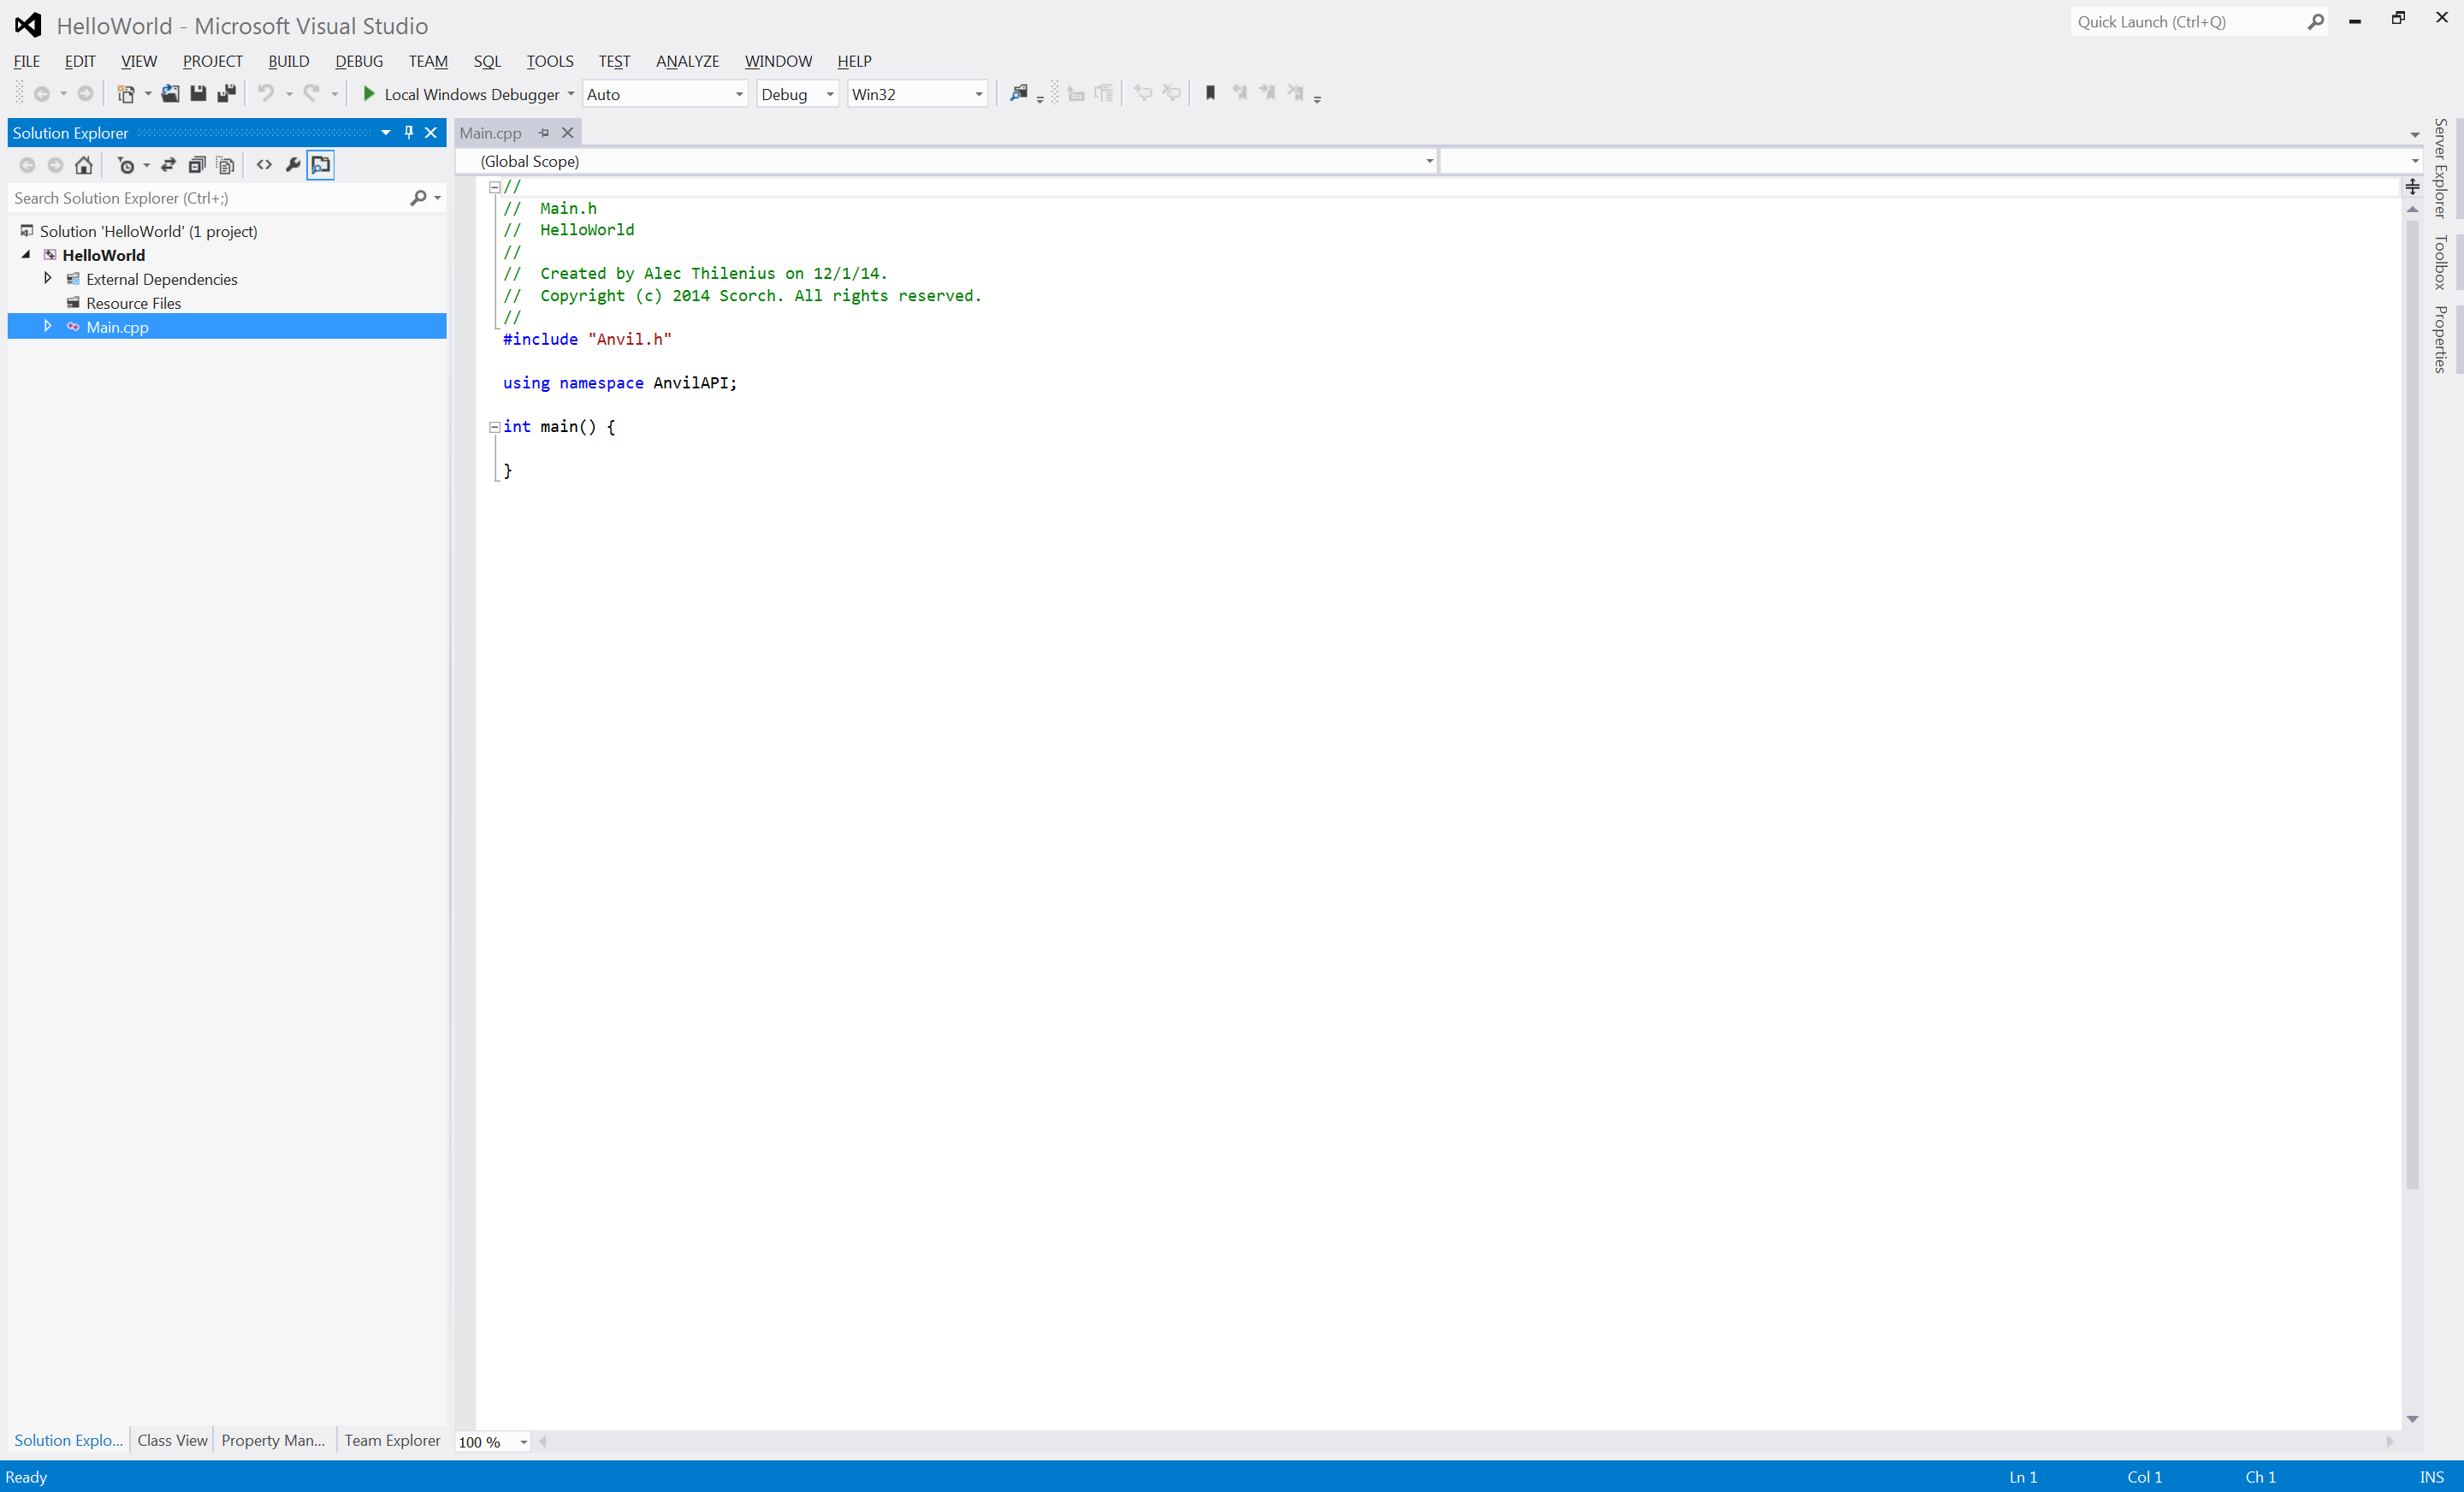 HelloWorld - Microsoft Visual Studio
Quick Launch (Ctrl+Q)
FILE EDIT VIEW PROJECT BUILD DEBUG TEAM SQL TOOLS TEST ANALYZE WINDOW HELP
Local Windows Debugger Auto Debug Win32
Solution Explorer
Search Solution Explorer (Ctrl+;)
Solution 'HelloWorld' (1 project)
HelloWorld
External Dependencies
Resource Files
Main.cpp
Solution Explo... Class View Property Man... Team Explorer
Main.cpp
(Global Scope)
//
// Main.h
// HelloWorld
//
// Created by Alec Thilenius on 12/1/14.
// Copyright (c) 2014 Scorch. All rights reserved.
//
#include "Anvil.h"
using namespace AnvilAPI;
int main() {
}
100 %
Server Explorer
Toolbox
Properties
Ready Ln 1 Col 1 Ch 1 INS